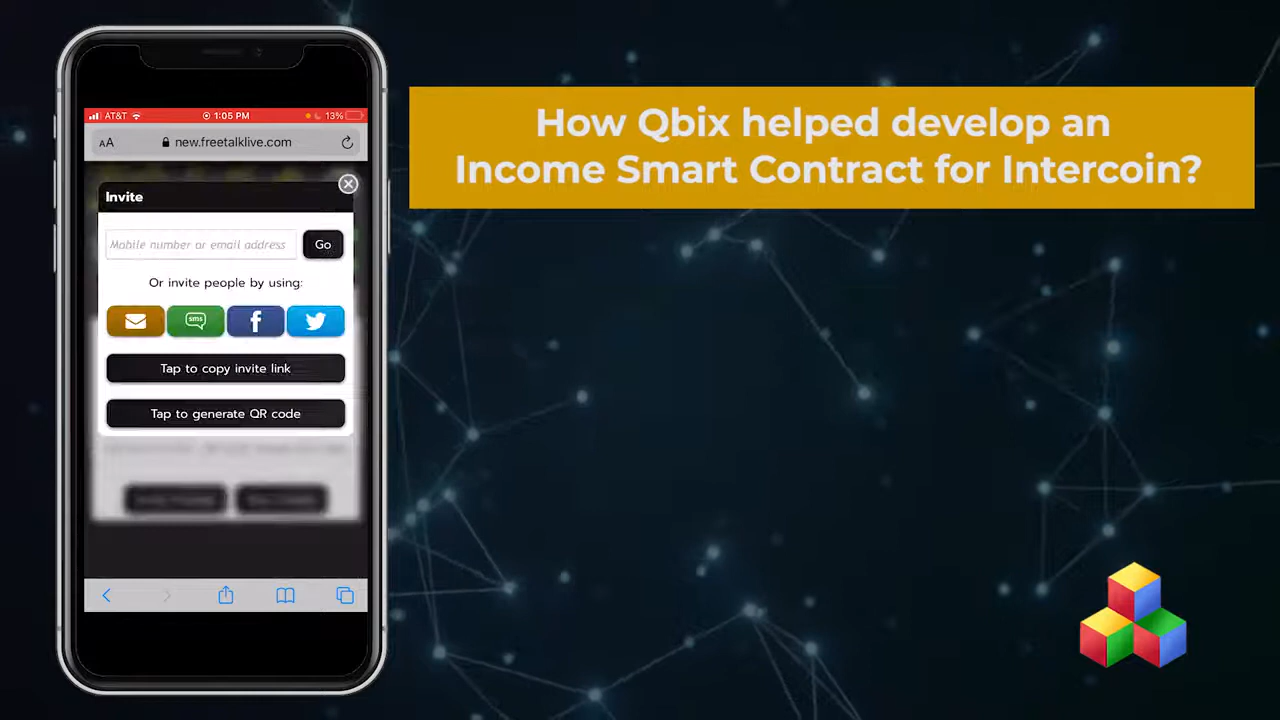 How Qbix helped develop an
Income Smart Contract for Intercoin?
AT&T 1:05 PM 13%
AA new.freetalklive.com
Invite
Mobile number or email address Go
Or invite people by using:
sms f
Tap to copy invite link
Tap to generate QR code